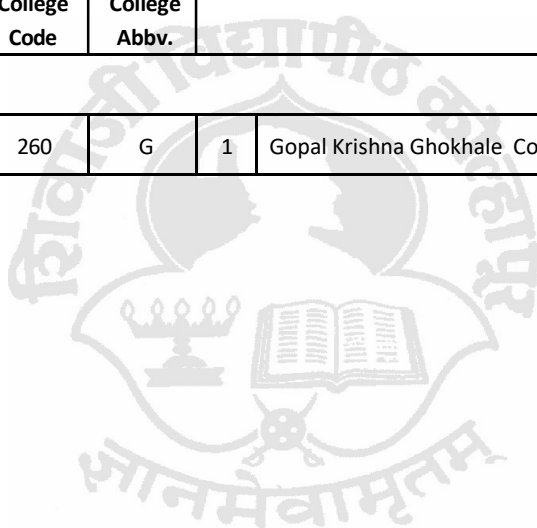 College College
Code Abbv.
260 G 1 Gopal Krishna Ghokhale Co
शिवाजी विद्यापीठ कोल्हापूर
ज्ञानमेवामृतम्